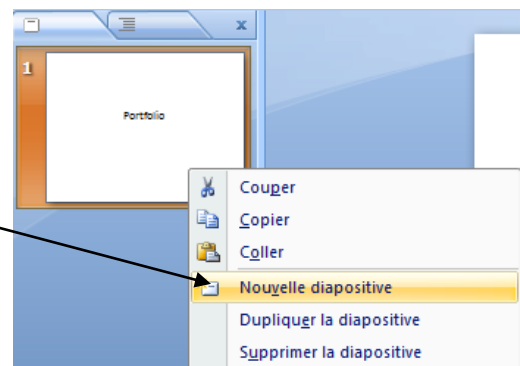 1
Portfolio
Couper
Copier
Coller
Nouvelle diapositive
Dupliquer la diapositive
Supprimer la diapositive